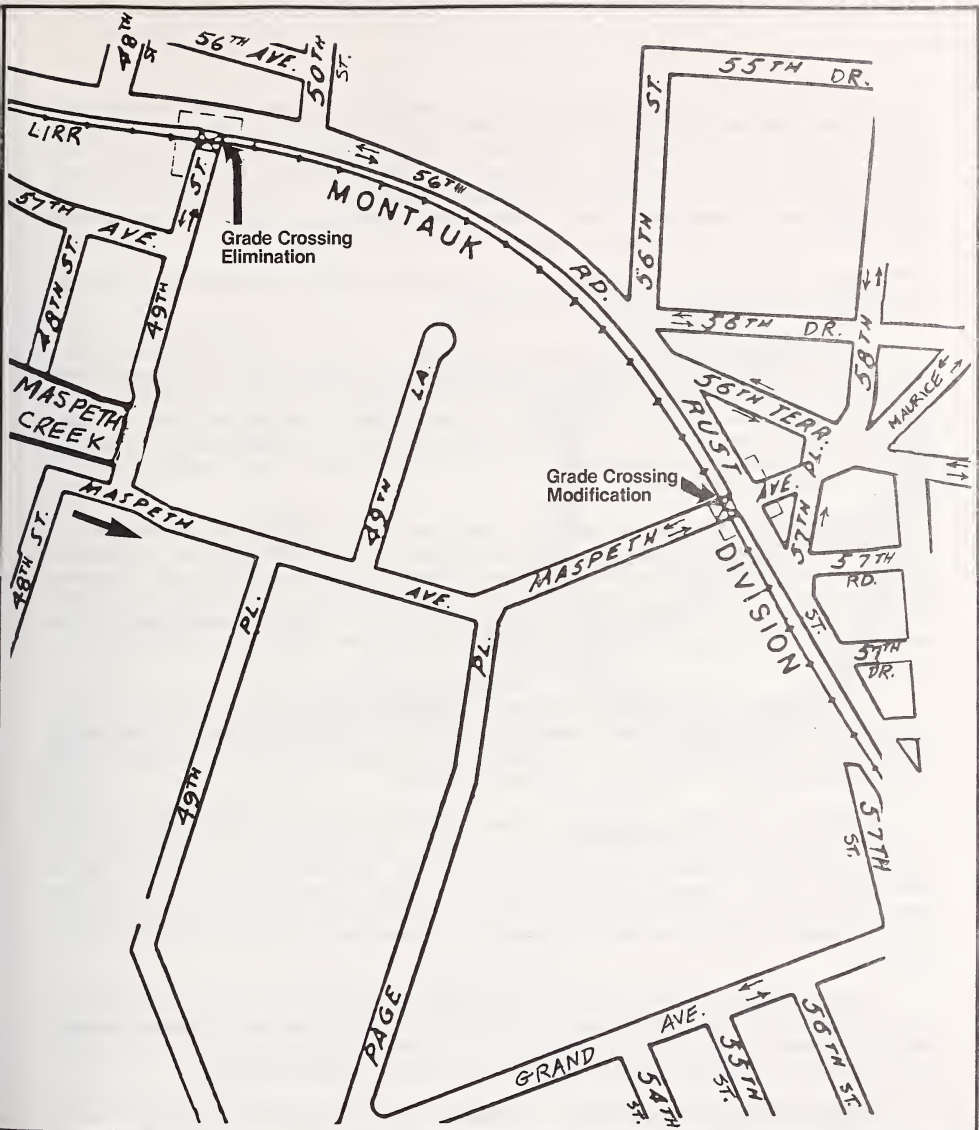 48TH
ST.
56TH AVE.
50TH
ST.
55TH DR.
ST.
56TH
LIRR
ST.
56TH
RD.
MONTAUK
Grade Crossing
Elimination
57TH
AVE.
48TH ST.
49TH
56TH DR.
58TH
MAURICE
56TH TERR.
MASPETH
CREEK
LA.
49TH
RUST
AVE.
PL.
57TH
Grade Crossing
Modification
MASPETH
48TH ST.
MASPETH
AVE.
DIVISION
57TH
RD.
ST.
57TH
DR.
PL.
49TH
PL.
PAGE
57TH
ST.
GRAND
AVE.
54TH
ST.
55TH
ST.
56TH ST.